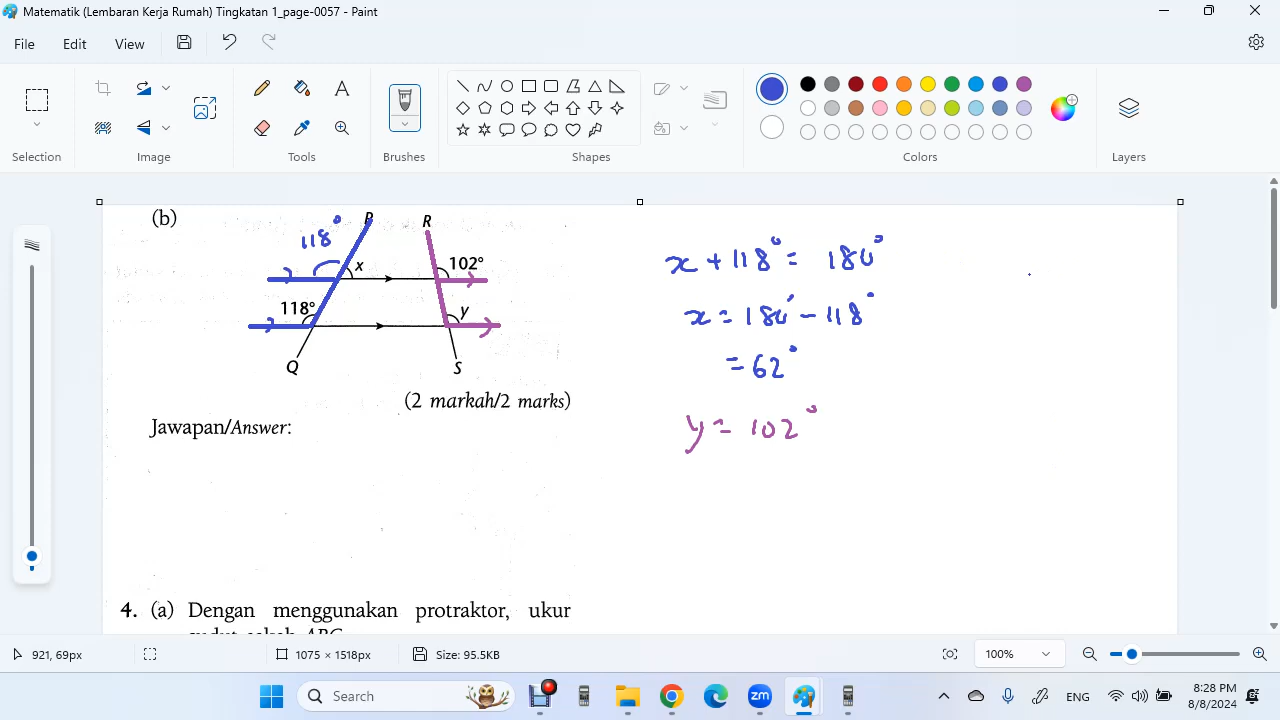 Matematik (Lembaran Kerja Rumah) Tingkatan 1_page-0057 - Paint
File Edit View
Selection Image Tools Brushes Shapes Colors Layers
(b)
P R
118°
x 102°
118° y
Q S
(2 markah/2 marks)
Jawapan/Answer:
x + 118° = 180°
x = 180° - 118°
= 62°
y = 102°
4. (a) Dengan menggunakan protraktor, ukur
921, 69px 1075 × 1518px Size: 95.5KB 100%
Search zm ENG 8:28 PM
8/8/2024